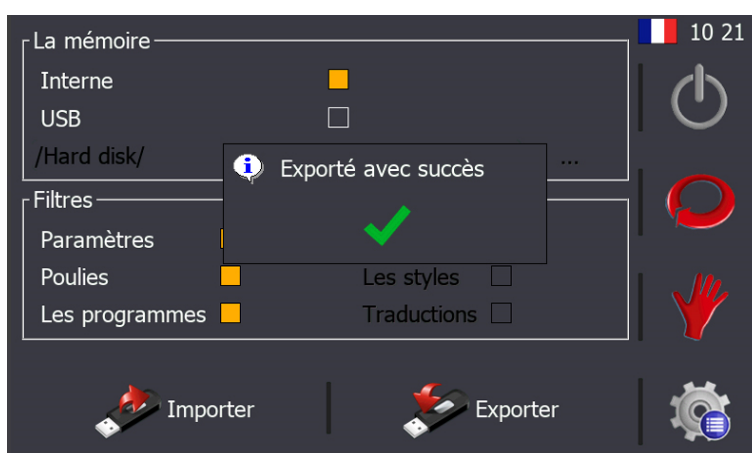 La mémoire
10 21
Interne
USB
/Hard disk/ ...
Exporté avec succès
Filtres
Paramètres
Poulies Les styles
Les programmes Traductions
Importer Exporter